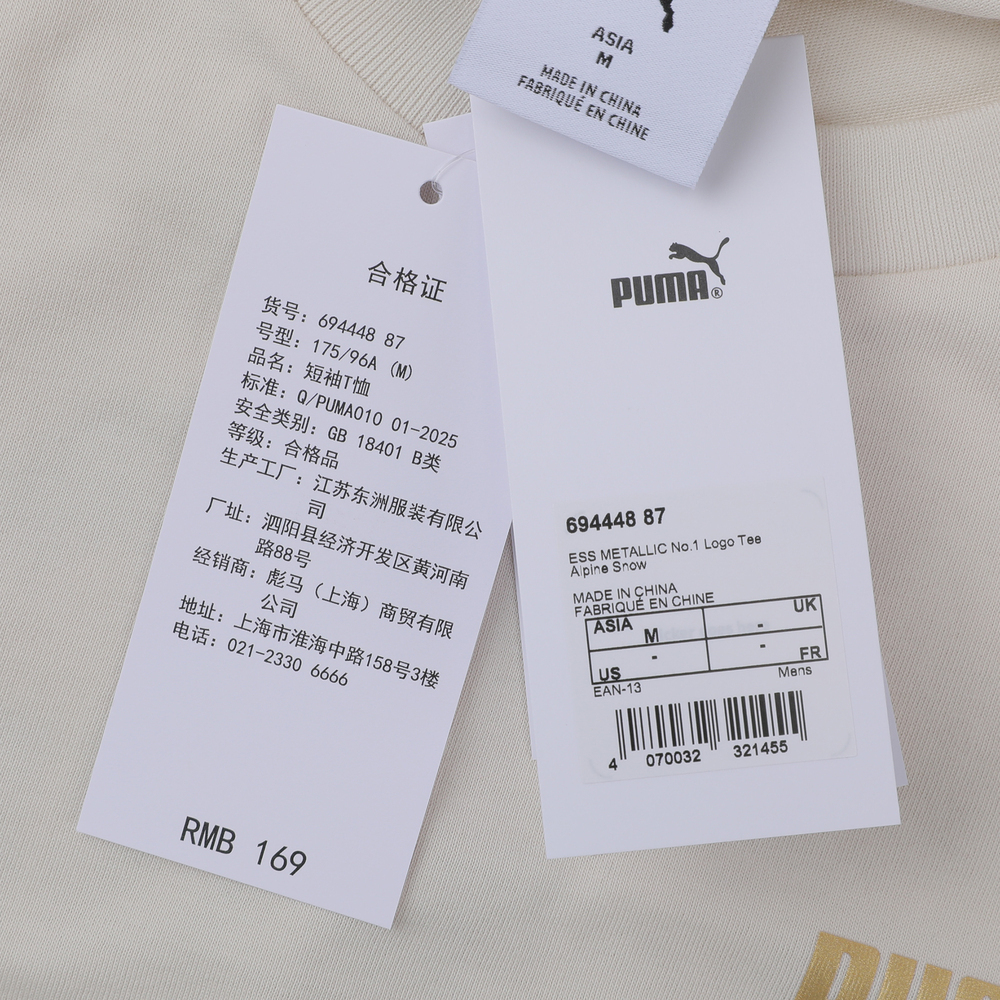 ASIA
M
MADE IN CHINA
FABRIQUÉ EN CHINE
合格证
货号: 694448 87
号型: 175/96A (M)
品名: 短袖T恤
标准: Q/PUMA010 01-2025
安全类别: GB 18401 B类
等级: 合格品
生产工厂: 江苏东洲服装有限公
司
厂址: 泗阳县经济开发区黄河南
路88号
经销商: 彪马（上海）商贸有限
公司
地址: 上海市淮海中路158号3楼
电话: 021-2330 6666
RMB 169
PUMA®
694448 87
ESS METALLIC No.1 Logo Tee
Alpine Snow
MADE IN CHINA
FABRIQUÉ EN CHINE
ASIA M - UK
US - - FR
EAN-13 Mens
4 070032 321455